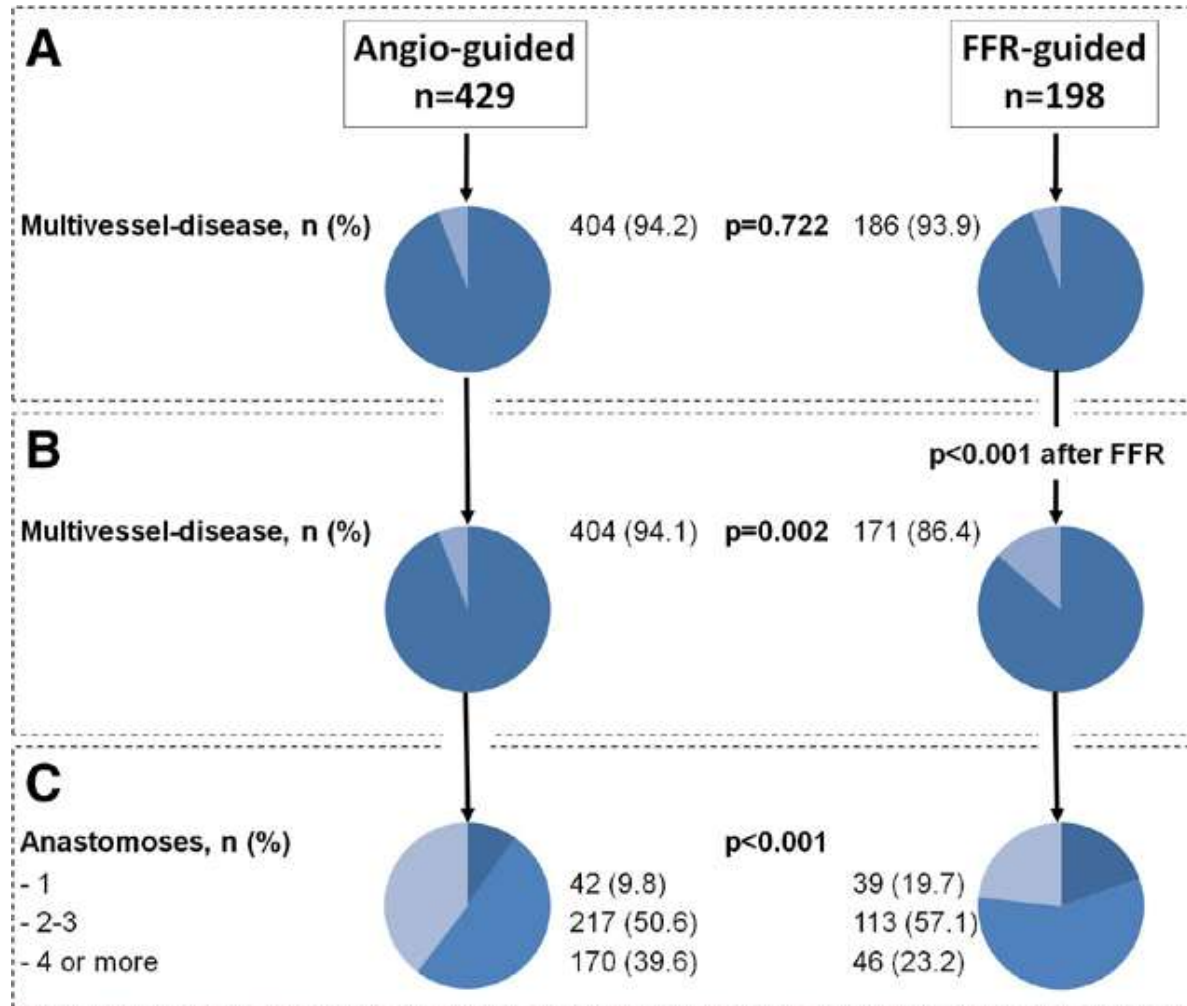 A
Angio-guided
n=429
FFR-guided
n=198
Multivessel-disease, n (%) 404 (94.2) p=0.722 186 (93.9)
B
p<0.001 after FFR
Multivessel-disease, n (%) 404 (94.1) p=0.002 171 (86.4)
C
Anastomoses, n (%) p<0.001
- 1 42 (9.8) 39 (19.7)
- 2-3 217 (50.6) 113 (57.1)
- 4 or more 170 (39.6) 46 (23.2)